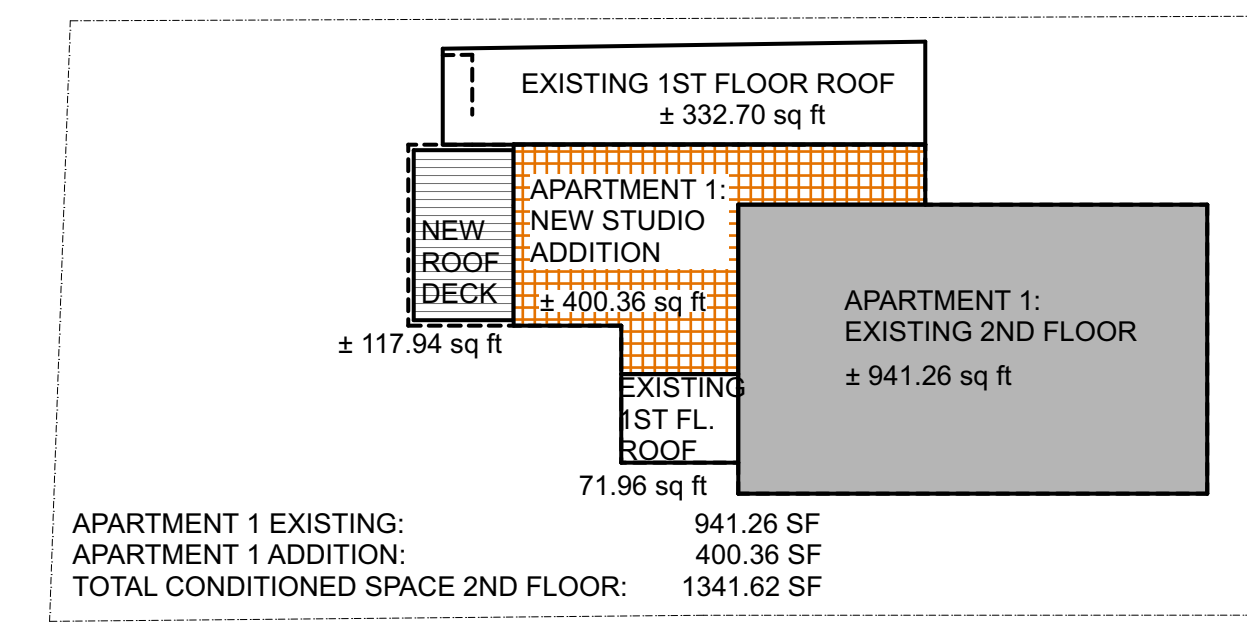 EXISTING 1ST FLOOR ROOF
± 332.70 sq ft
APARTMENT 1:
NEW STUDIO
ADDITION
± 400.36 sq ft
NEW
ROOF
DECK
± 117.94 sq ft
APARTMENT 1:
EXISTING 2ND FLOOR
± 941.26 sq ft
EXISTING
1ST FL.
ROOF
71.96 sq ft
APARTMENT 1 EXISTING: 941.26 SF
APARTMENT 1 ADDITION: 400.36 SF
TOTAL CONDITIONED SPACE 2ND FLOOR: 1341.62 SF